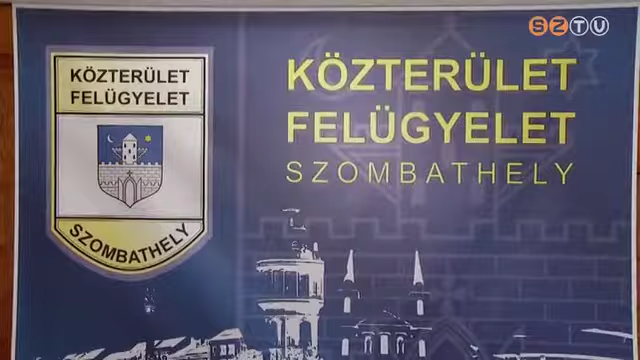 SZTV
KÖZTERÜLET
FELÜGYELET
SZOMBATHELY
KÖZTERÜLET
FELÜGYELET
SZOMBATHELY